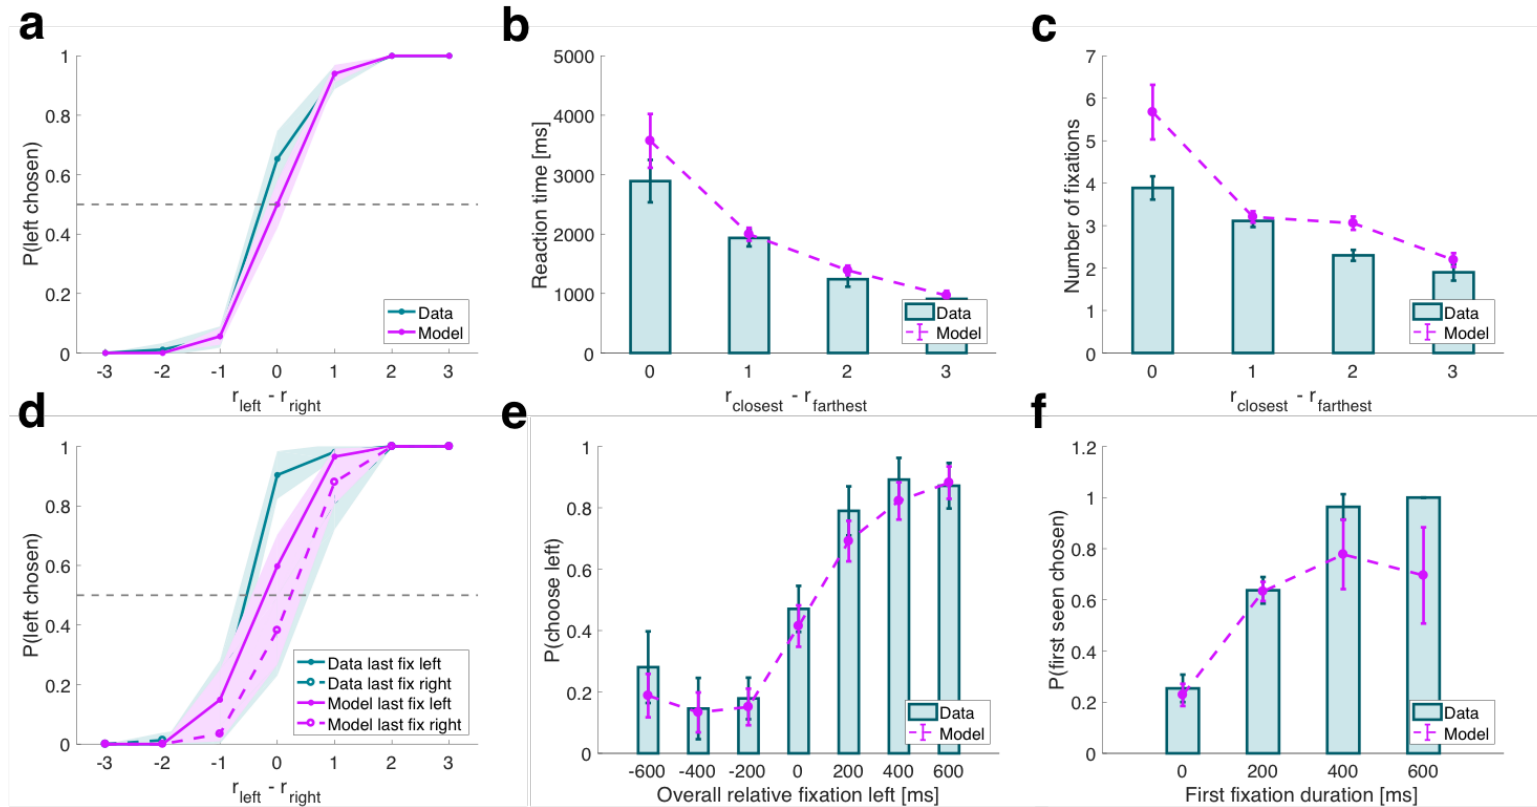 a
P(left chosen)
1
0.8
0.6
0.4
0.2
0
-3 -2 -1 0 1 2 3
r_left - r_right
Data
Model
b
Reaction time [ms]
5000
4000
3000
2000
1000
0
0 1 2 3
r_closest - r_farthest
Data
Model
c
Number of fixations
7
6
5
4
3
2
1
0
0 1 2 3
r_closest - r_farthest
Data
Model
d
P(left chosen)
1
0.8
0.6
0.4
0.2
0
-3 -2 -1 0 1 2 3
r_left - r_right
Data last fix left
Data last fix right
Model last fix left
Model last fix right
e
P(choose left)
1
0.8
0.6
0.4
0.2
0
-600 -400 -200 0 200 400 600
Overall relative fixation left [ms]
Data
Model
f
P(first seen chosen)
1.2
1
0.8
0.6
0.4
0.2
0
0 200 400 600
First fixation duration [ms]
Data
Model